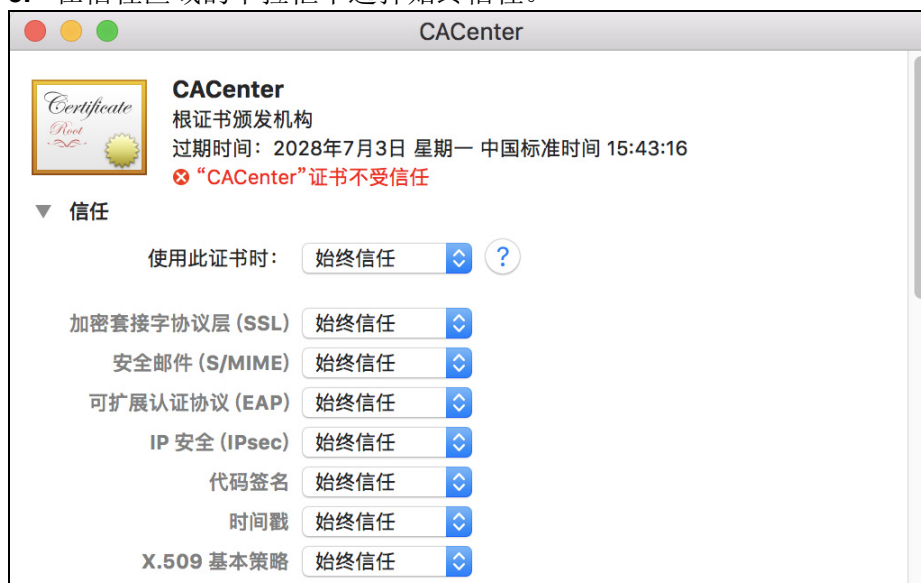 CACenter
Certificate
Root
CACenter
根证书颁发机构
过期时间：2028年7月3日 星期一 中国标准时间 15:43:16
“CACenter”证书不受信任
信任
使用此证书时： 始终信任 ?
加密套接字协议层 (SSL) 始终信任
安全邮件 (S/MIME) 始终信任
可扩展认证协议 (EAP) 始终信任
IP 安全 (IPsec) 始终信任
代码签名 始终信任
时间戳 始终信任
X.509 基本策略 始终信任